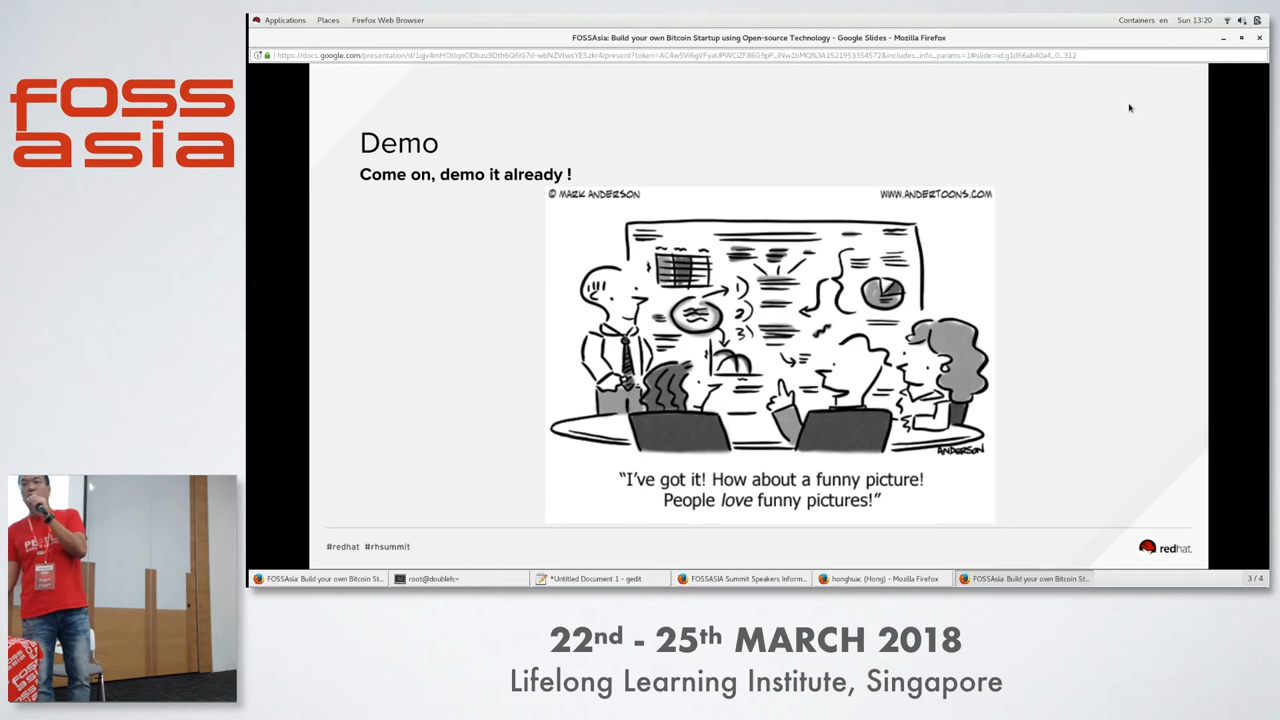 foss
asia
Applications Places Firefox Web Browser
Containers en Sun 13:20
FOSSAsia: Build your own Bitcoin Startup using Open-source Technology - Google Slides - Mozilla Firefox
Demo
Come on, demo it already !
© MARK ANDERSON
WWW.ANDERTOONS.COM
1)
2)
3)
ANDERSON
“I’ve got it! How about a funny picture!
People love funny pictures!”
#redhat #rhsummit
redhat.
FOSSAsia: Build your own Bitcoin St...
root@doubleh:~
*Untitled Document 1 - gedit
FOSSASIA Summit Speakers Inform...
honghuac (Hong) - Mozilla Firefox
FOSSAsia: Build your own Bitcoin St...
3 / 4
22nd - 25th MARCH 2018
Lifelong Learning Institute, Singapore